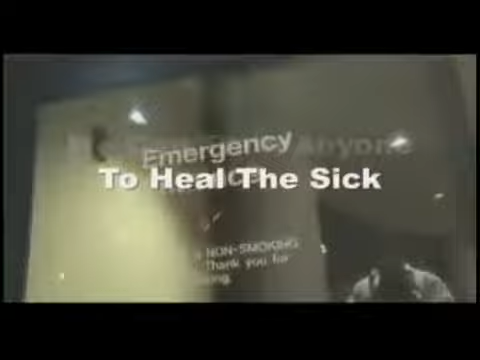 Anyone
Emergency
To Heal The Sick
NON-SMOKING
Thank you for